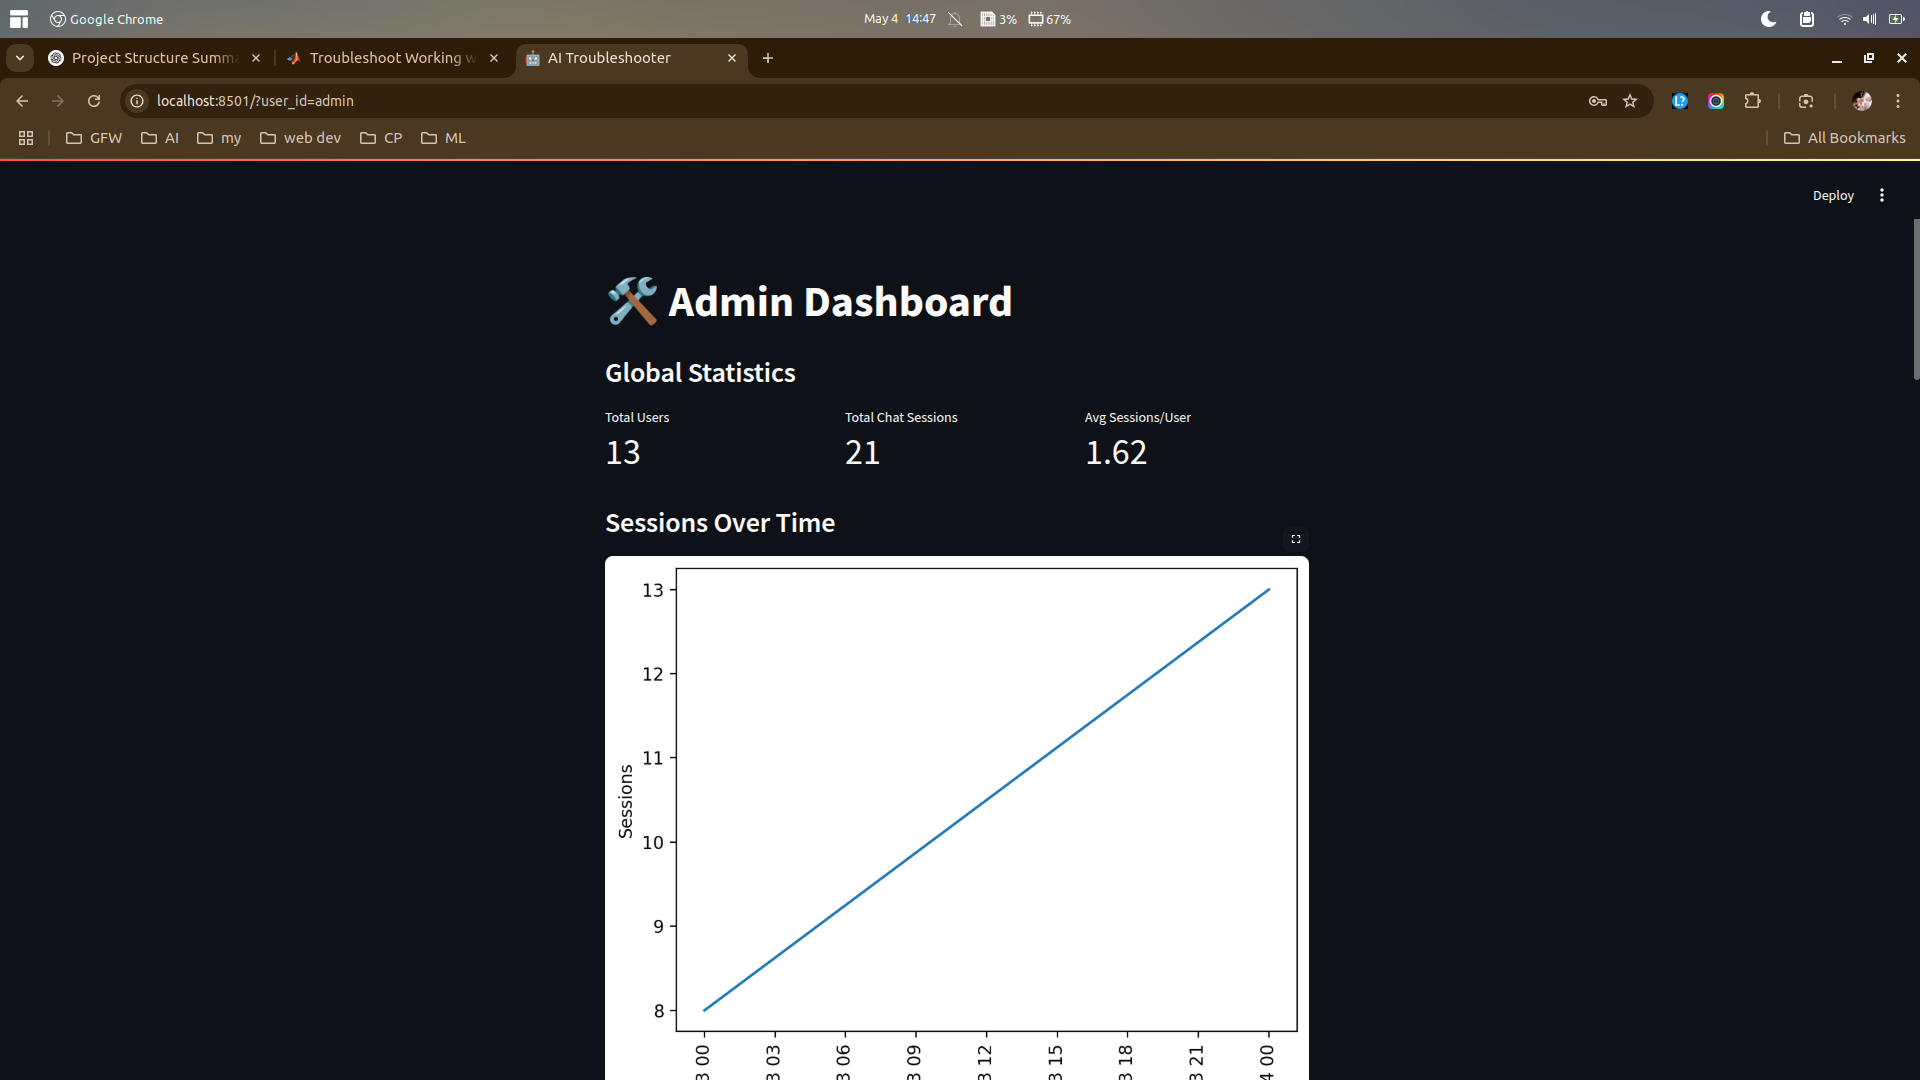 Google Chrome
May 4 14:47
3%
67%
Project Structure Summa
Troubleshoot Working w
AI Troubleshooter
localhost:8501/?user_id=admin
GFW
AI
my
web dev
CP
ML
All Bookmarks
Deploy
Admin Dashboard
Global Statistics
Total Users
Total Chat Sessions
Avg Sessions/User
13
21
1.62
Sessions Over Time
13
12
11
10
9
8
Sessions
3 00
3 03
3 06
3 09
3 12
3 15
3 18
3 21
4 00